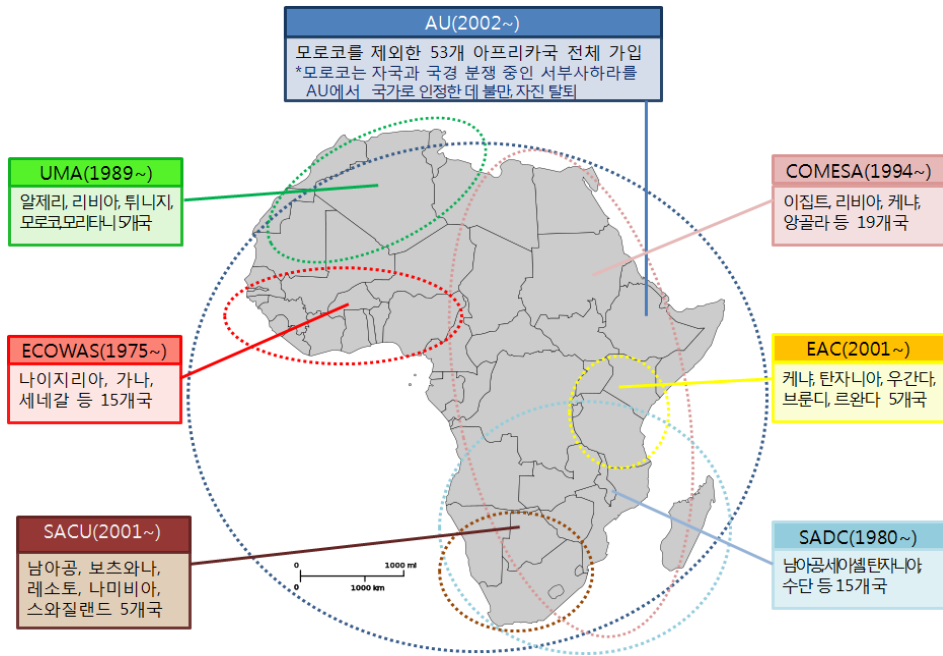 AU(2002~)
모로코를 제외한 53개 아프리카국 전체 가입
*모로코는 자국과 국경 분쟁 중인 서부사하라를
AU에서 국가로 인정한 데 불만, 자진 탈퇴
UMA(1989~)
알제리, 리비아, 튀니지,
모로코,모리타니 5개국
COMESA(1994~)
이집트, 리비아, 케냐,
앙골라 등 19개국
ECOWAS(1975~)
나이지리아, 가나,
세네갈 등 15개국
EAC(2001~)
케냐, 탄자니아, 우간다,
브룬디, 르완다 5개국
SACU(2001~)
남아공, 보츠와나,
레소토, 나미비아,
스와질랜드 5개국
0 1000 mi
0 1000 km
SADC(1980~)
남아공,세이셸,탄자니아,
수단 등 15개국